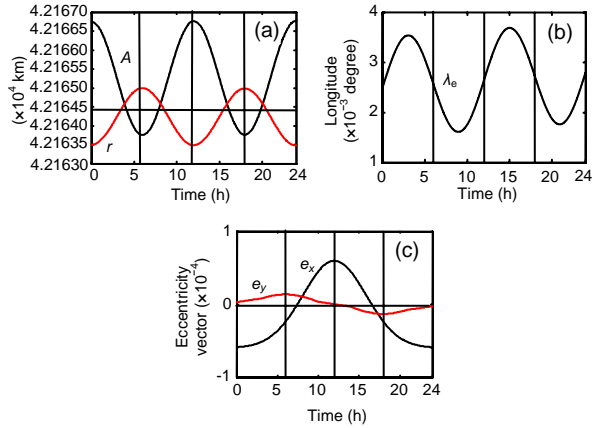 (a)
4.21670
4.21665
4.21660
4.21655
4.21650
4.21645
4.21640
4.21635
4.21630
(×10⁴ km)
A
r
0 5 10 15 20 24
Time (h)
(b)
4
3
2
1
Longitude
(×10⁻³ degree)
λₑ
0 5 10 15 20 24
Time (h)
(c)
1
0
-1
Eccentricity
vector (×10⁻⁴)
e_y
e_x
0 5 10 15 20 24
Time (h)